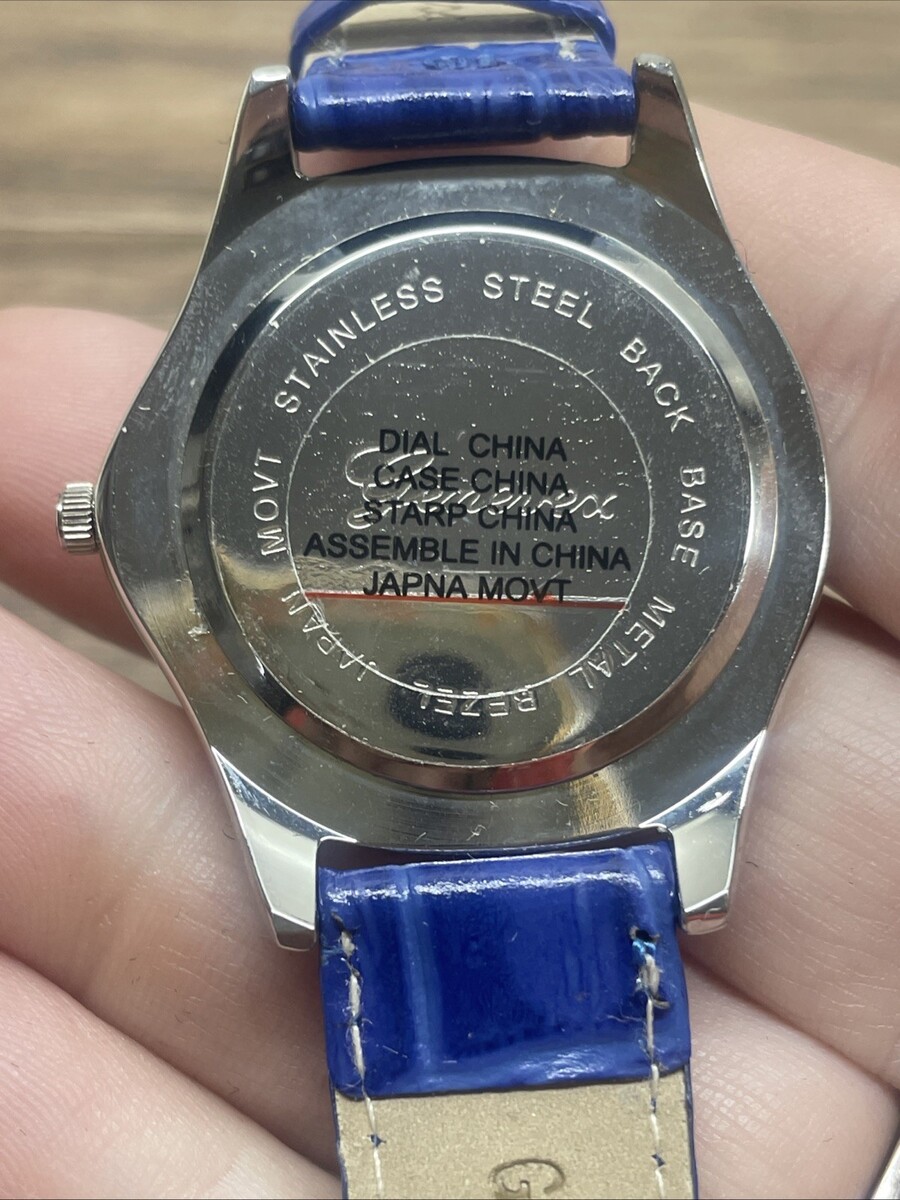 STAINLESS STEEL BACK BASE METAL BEZEL JAPAN MOVT
DIAL CHINA
CASE CHINA
STARP CHINA
ASSEMBLE IN CHINA
JAPNA MOVT